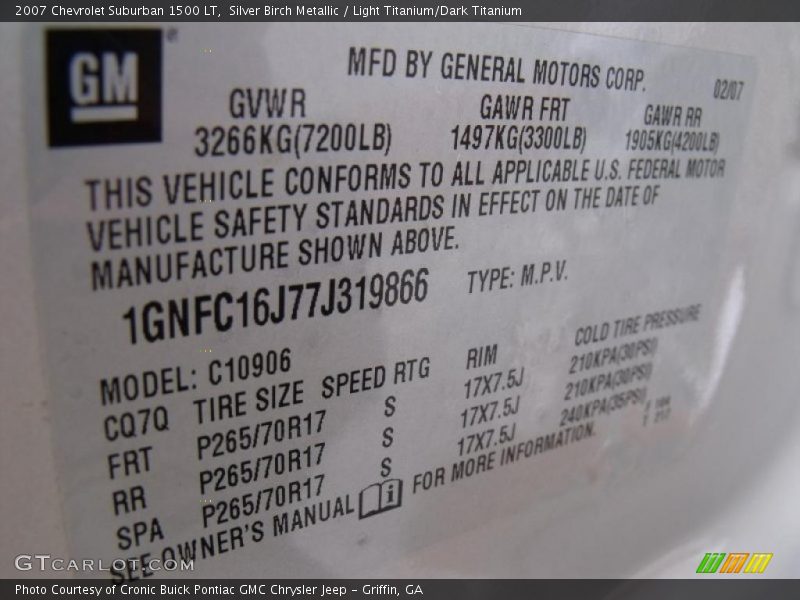 2007 Chevrolet Suburban 1500 LT,  Silver Birch Metallic / Light Titanium/Dark Titanium
GM ®
MFD BY GENERAL MOTORS CORP.
02/07
GVWR GAWR FRT GAWR RR
3266KG(7200LB) 1497KG(3300LB) 1905KG(4200LB)
THIS VEHICLE CONFORMS TO ALL APPLICABLE U.S. FEDERAL MOTOR
VEHICLE SAFETY STANDARDS IN EFFECT ON THE DATE OF
MANUFACTURE SHOWN ABOVE.
1GNFC16J77J319866 TYPE: M.P.V.
MODEL: C10906
CQ7Q TIRE SIZE SPEED RTG RIM COLD TIRE PRESSURE
FRT P265/70R17 S 17X7.5J 210KPA(30PSI)
RR P265/70R17 S 17X7.5J 210KPA(30PSI)
SPA P265/70R17 S 17X7.5J 240KPA(35PSI)
SEE OWNER'S MANUAL i FOR MORE INFORMATION.
GTCarLot.com
Photo Courtesy of Cronic Buick Pontiac GMC Chrysler Jeep – Griffin, GA